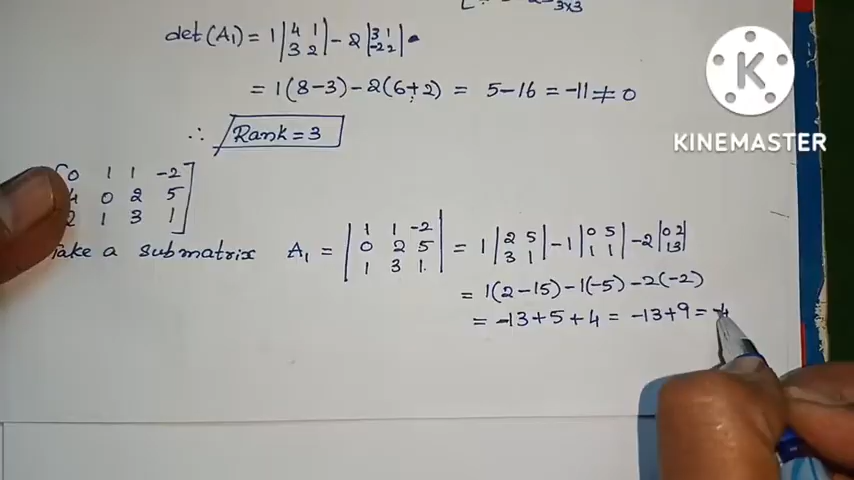 3x3
det(A₁) = 1 |4 1| - 2 |3 1|
|3 2| |-2 2|
= 1(8-3) - 2(6+2) = 5-16 = -11 ≠ 0
∴ Rank = 3
KINEMASTER
0 1 1 -2
0 2 5
1 3 1
Take a submatrix A₁ = |1 1 -2| = 1 |2 5| - 1 |0 5| - 2 |0 2|
|0 2 5| |3 1| |1 1| |1 3|
|1 3 1|
= 1(2-15) - 1(-5) - 2(-2)
= -13+5+4 = -13+9 = -4